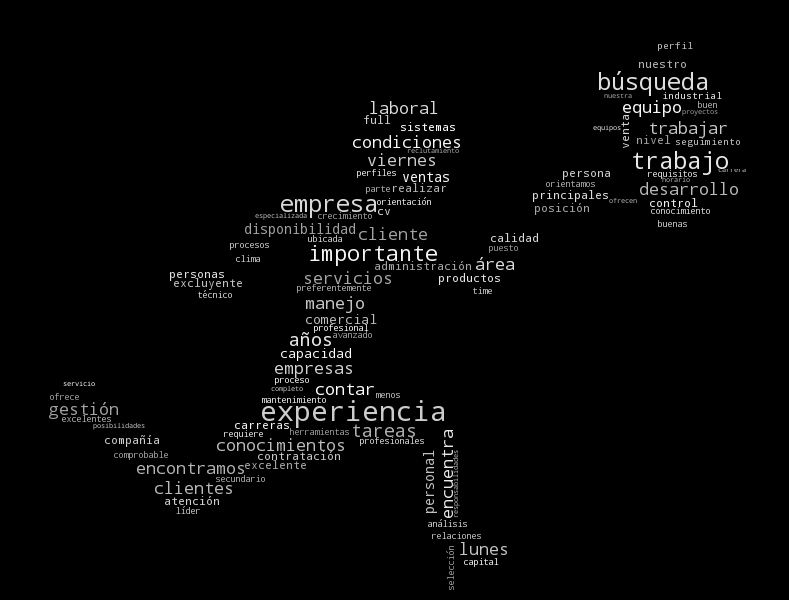 perfil
nuestro
búsqueda
nuestra
industrial
equipo
buen
proyectos
venta
equipos
trabajar
nivel
seguimiento
trabajo
carrera
requisitos
horario
desarrollo
ofrecen
control
conocimiento
buenas
laboral
full
sistemas
condiciones
reclutamiento
viernes
perfiles
ventas
parte
realizar
persona
orientamos
principales
posición
empresa
orientación
cv
especializada
crecimiento
disponibilidad
cliente
ubicada
procesos
importante
clima
calidad
puesto
administración
área
personas
excluyente
técnico
servicios
preferentemente
productos
time
manejo
comercial
profesional
avanzado
años
capacidad
empresas
proceso
completo
contar
menos
mantenimiento
experiencia
servicio
ofrece
gestión
excelentes
posibilidades
carreras
herramientas
tareas
requiere
profesionales
compañía
conocimientos
contratación
comprobable
encontramos
excelente
secundario
clientes
atención
líder
personal
encuentra
responsabilidades
análisis
relaciones
lunes
selección
capital